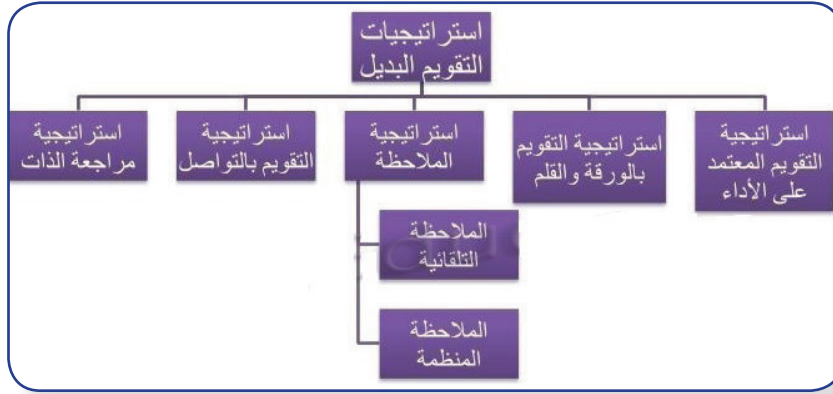 استراتيجيات
التقويم البديل
استراتيجية
التقويم المعتمد
على الأداء
استراتيجية التقويم
بالورقة والقلم
استراتيجية
الملاحظة
استراتيجية
التقويم بالتواصل
استراتيجية
مراجعة الذات
الملاحظة
التلقائية
الملاحظة
المنظمة